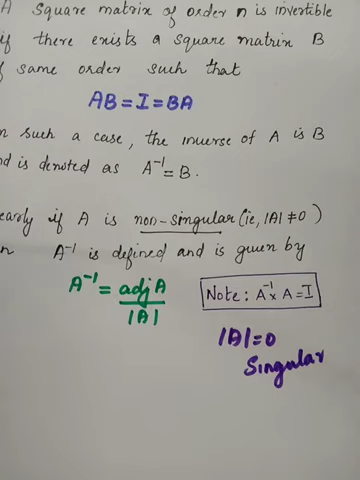 A Square matrix of order n is invertible
if there exists a square matrix B
of same order such that
AB = I = BA
In such a case, the inverse of A is B
and is denoted as A⁻¹ = B.
Clearly if A is non-singular (ie, |A| ≠ 0)
A⁻¹ is defined and is given by
A⁻¹ = adj A / |A|
Note: A⁻¹ × A = I
|A| = 0
Singular